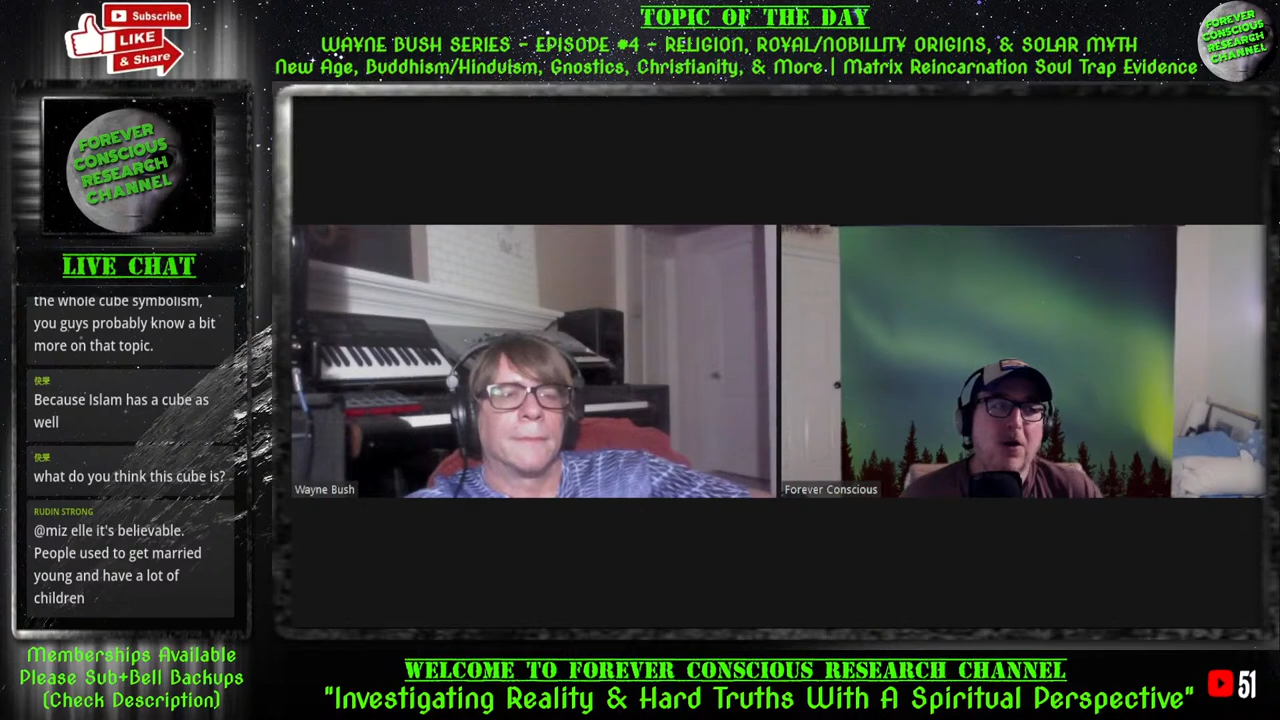 Subscribe
LIKE
& Share
TOPIC OF THE DAY
WAYNE BUSH SERIES - EPISODE #4 - RELIGION, ROYAL/NOBILLITY ORIGINS, & SOLAR MYTH
New Age, Buddhism/Hinduism, Gnostics, Christianity, & More | Matrix Reincarnation Soul Trap Evidence
FOREVER
CONSCIOUS
RESEARCH
CHANNEL
FOREVER
CONSCIOUS
RESEARCH
CHANNEL
LIVE CHAT
the whole cube symbolism,
you guys probably know a bit
more on that topic.
快樂
Because Islam has a cube as
well
快樂
what do you think this cube is?
RUDIN STRONG
@miz elle it's believable.
People used to get married
young and have a lot of
children
Wayne Bush
Forever Conscious
Memberships Available
Please Sub+Bell Backups
(Check Description)
WELCOME TO FOREVER CONSCIOUS RESEARCH CHANNEL
"Investigating Reality & Hard Truths With A Spiritual Perspective"
51